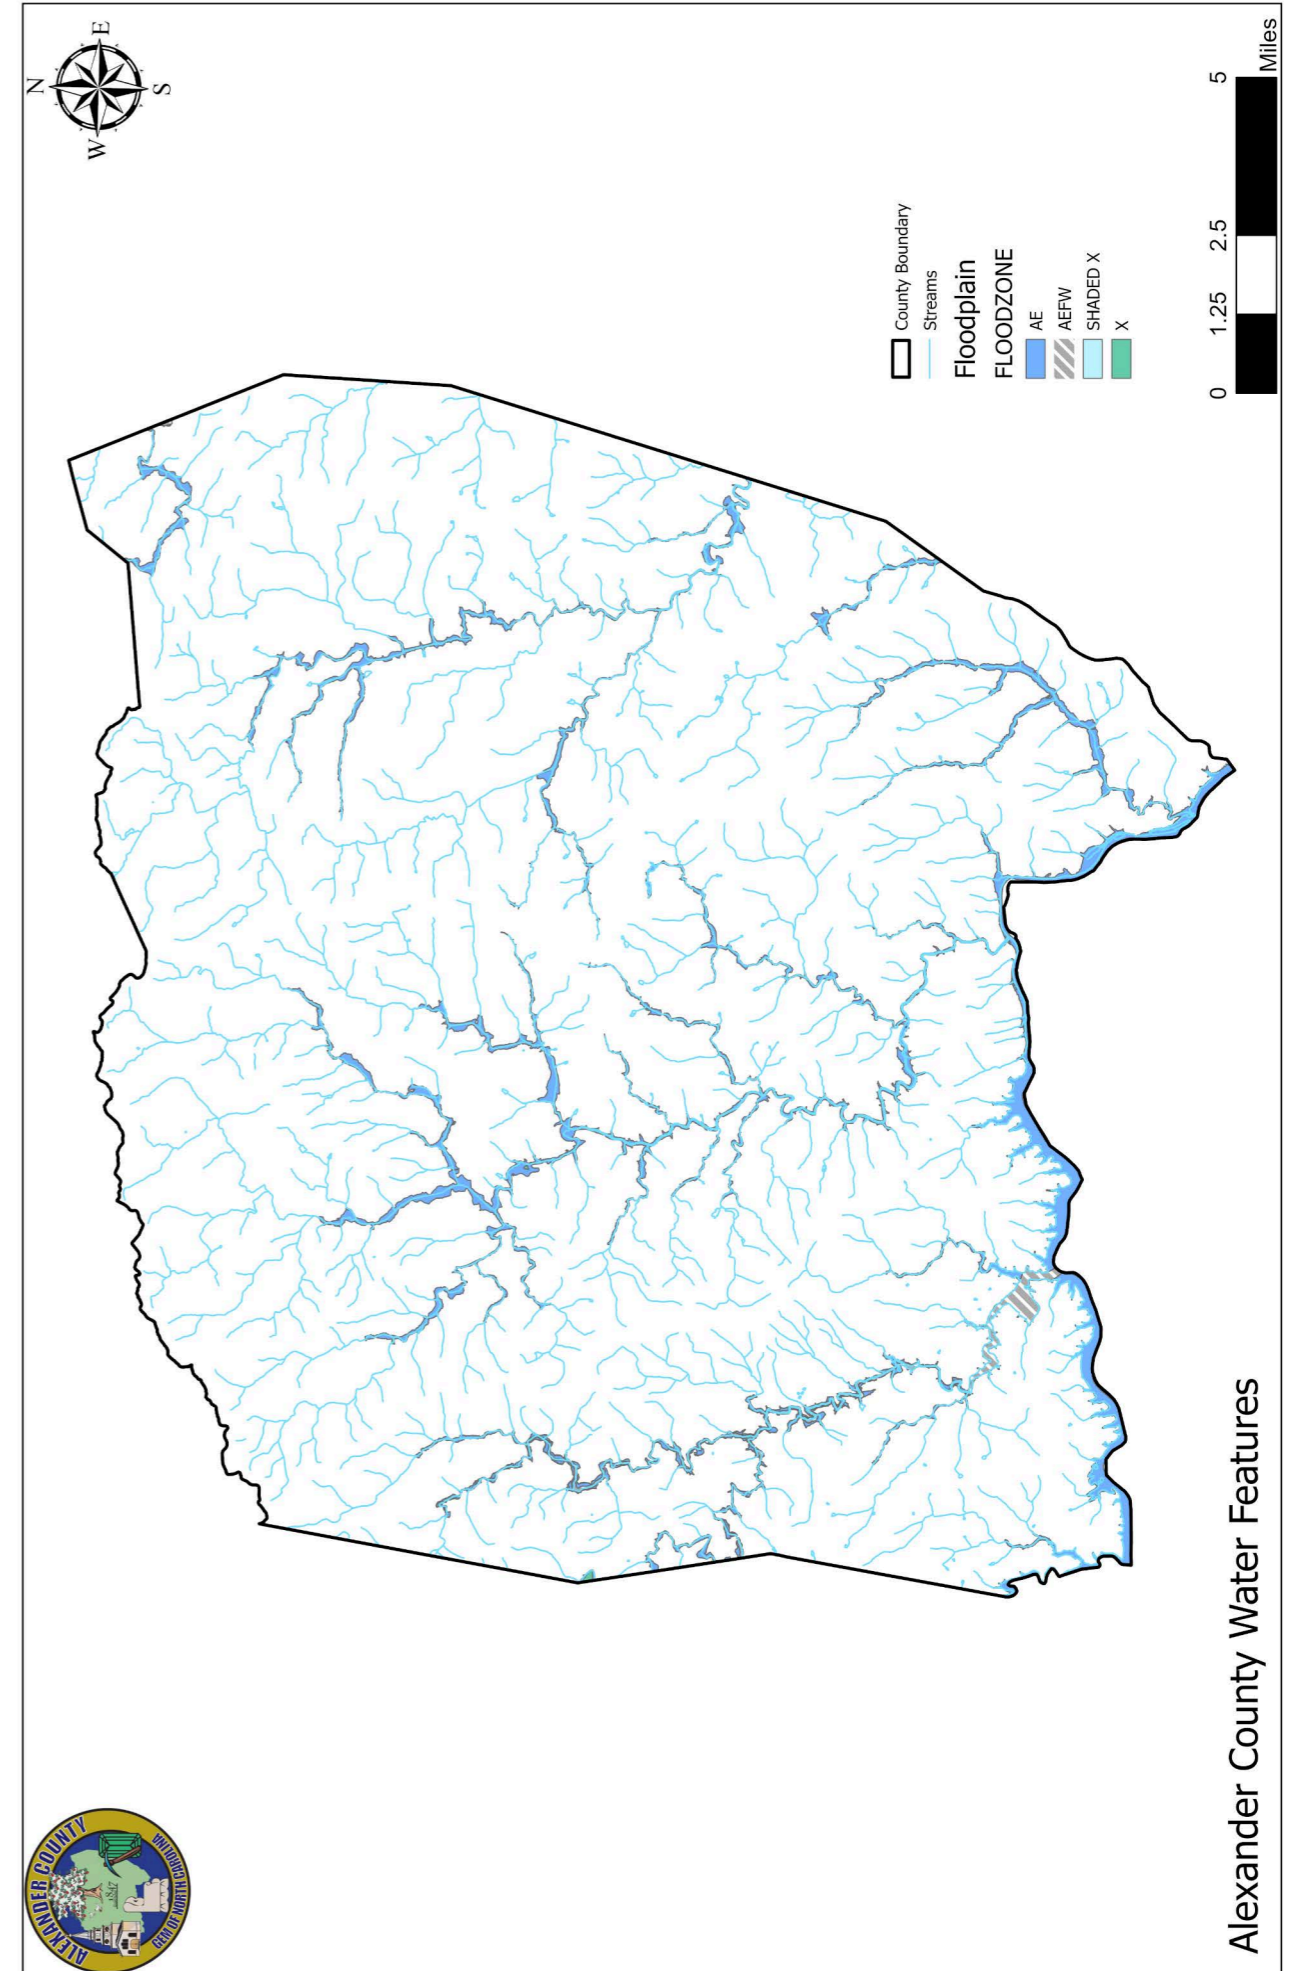 ALEXANDER COUNTY
1847
GEM OF NORTH CAROLINA
N
W
E
S
County Boundary
Streams
Floodplain
FLOODZONE
AE
AEFW
SHADED X
X
0 1.25 2.5 5
Miles
Alexander County Water Features